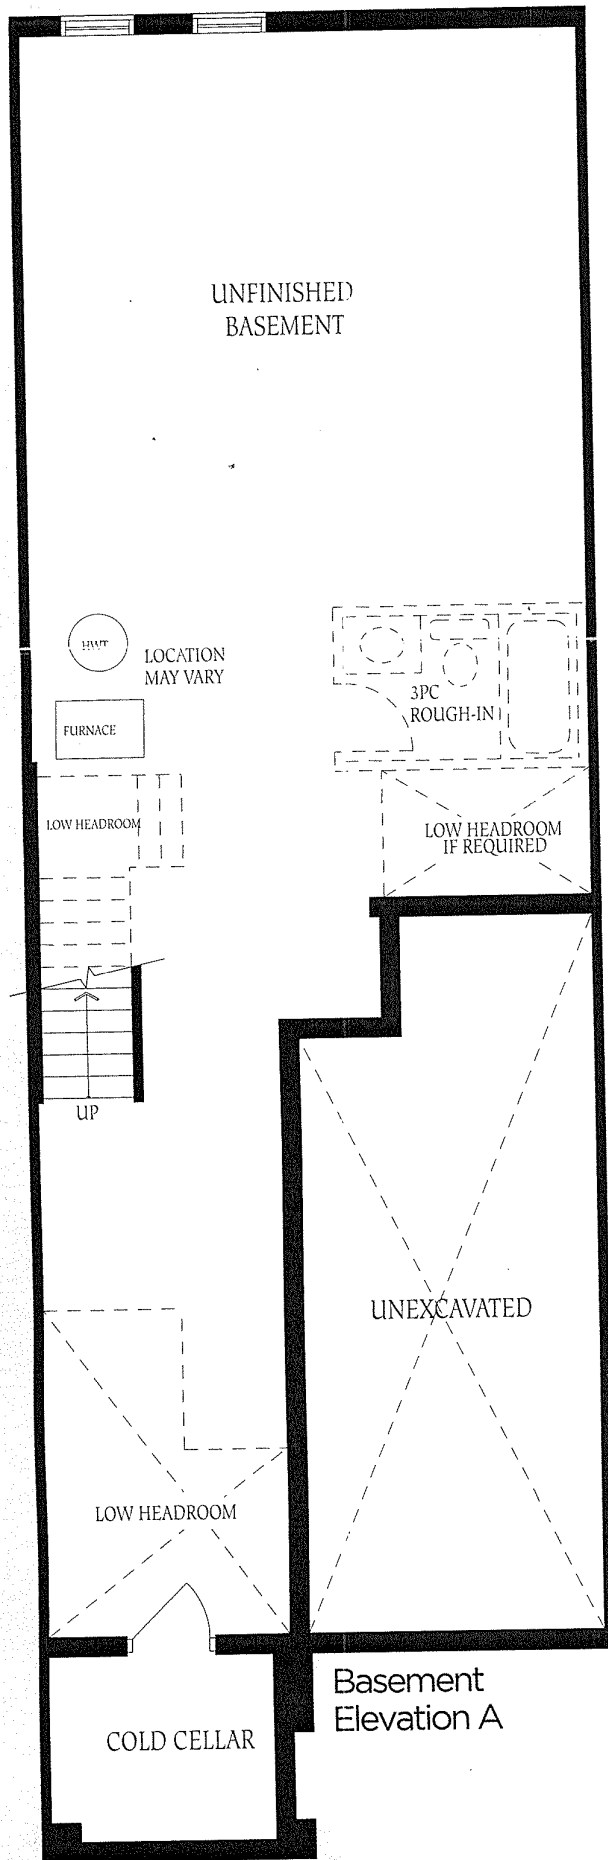 UNFINISHED
BASEMENT
HWT
LOCATION
MAY VARY
FURNACE
3PC
ROUGH-IN
LOW HEADROOM
LOW HEADROOM
IF REQUIRED
UP
UNEXCAVATED
LOW HEADROOM
COLD CELLAR
Basement
Elevation A